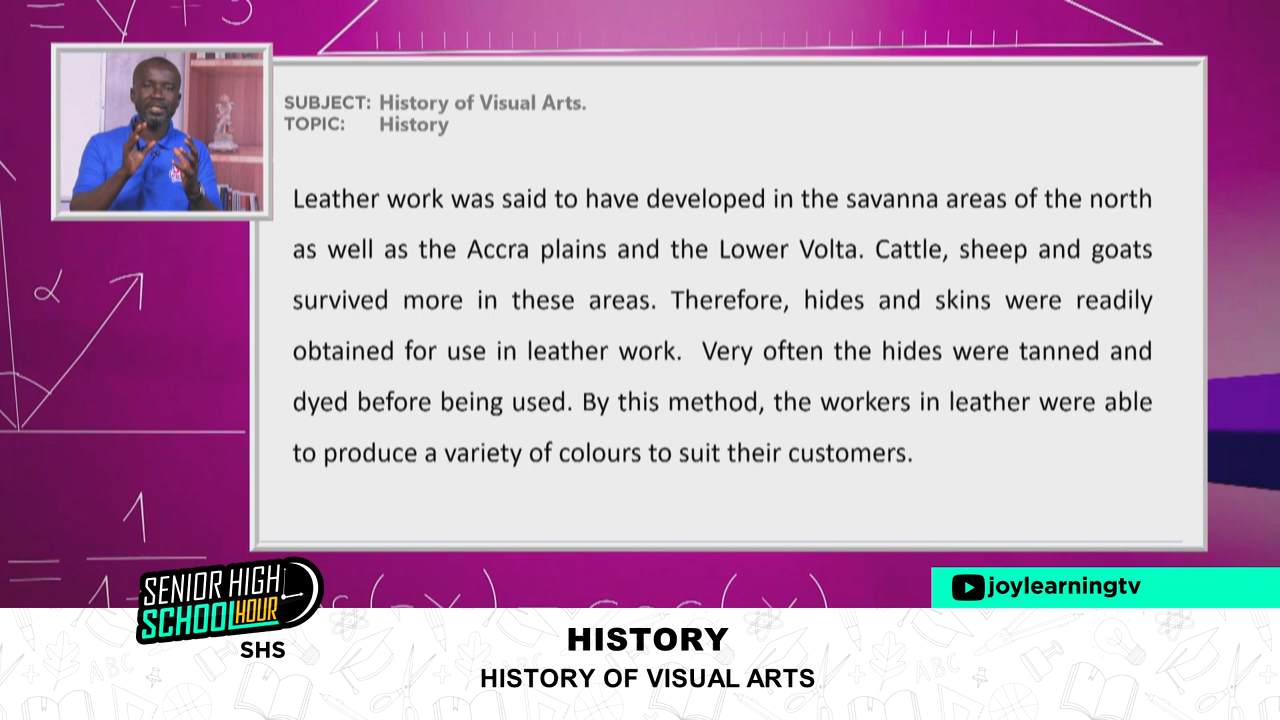 SUBJECT: History of Visual Arts.
TOPIC: History
Leather work was said to have developed in the savanna areas of the north
as well as the Accra plains and the Lower Volta. Cattle, sheep and goats
survived more in these areas. Therefore, hides and skins were readily
obtained for use in leather work. Very often the hides were tanned and
dyed before being used. By this method, the workers in leather were able
to produce a variety of colours to suit their customers.
SENIOR HIGH
SCHOOL HOUR
SHS
joylearningtv
HISTORY
HISTORY OF VISUAL ARTS